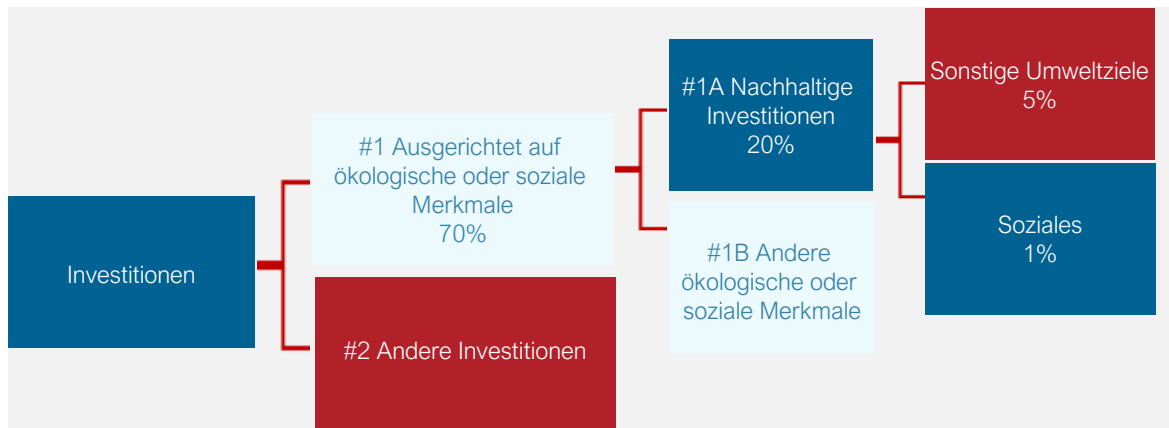 Investitionen
#1 Ausgerichtet auf
ökologische oder soziale
Merkmale
70%
#2 Andere Investitionen
#1A Nachhaltige
Investitionen
20%
#1B Andere
ökologische oder
soziale Merkmale
Sonstige Umweltziele
5%
Soziales
1%